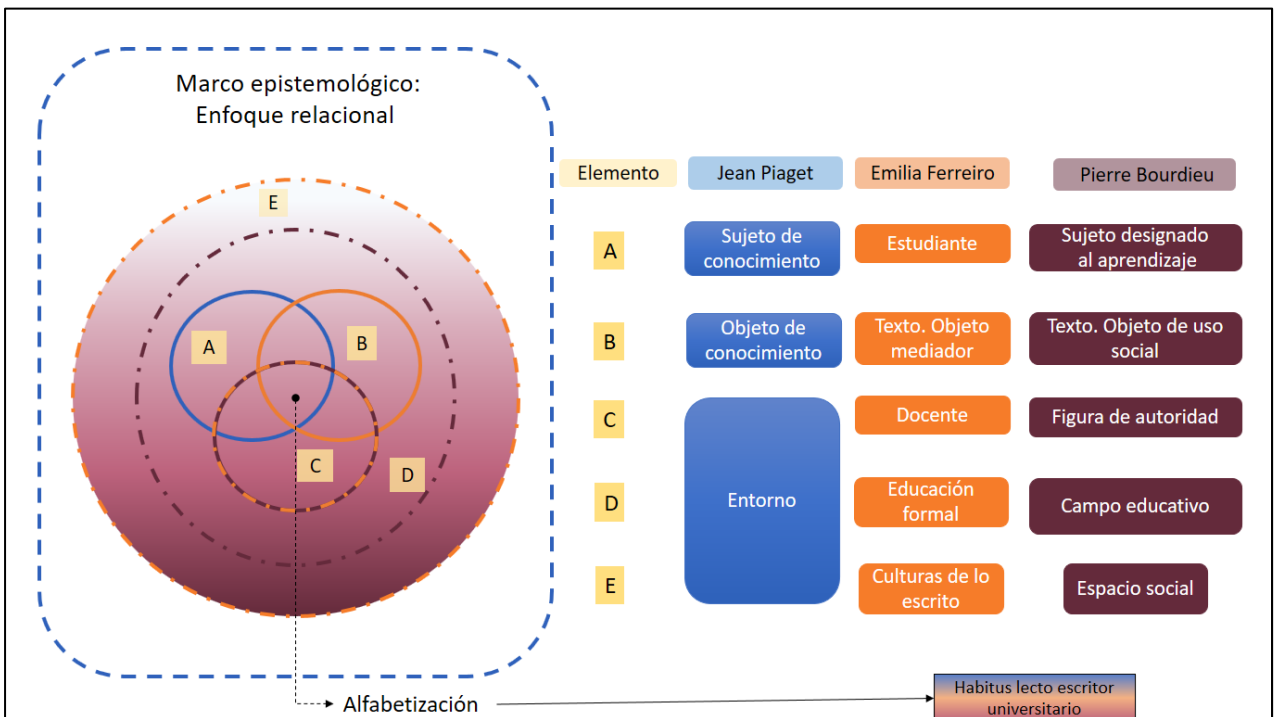 Marco epistemológico:
Enfoque relacional
E
A
B
C
D
Elemento
Jean Piaget
Emilia Ferreiro
Pierre Bourdieu
A
Sujeto de
conocimiento
Estudiante
Sujeto designado
al aprendizaje
B
Objeto de
conocimiento
Texto. Objeto
mediador
Texto. Objeto de uso
social
C
Entorno
Docente
Figura de autoridad
D
Educación
formal
Campo educativo
E
Culturas de lo
escrito
Espacio social
Alfabetización
Habitus lecto escritor
universitario